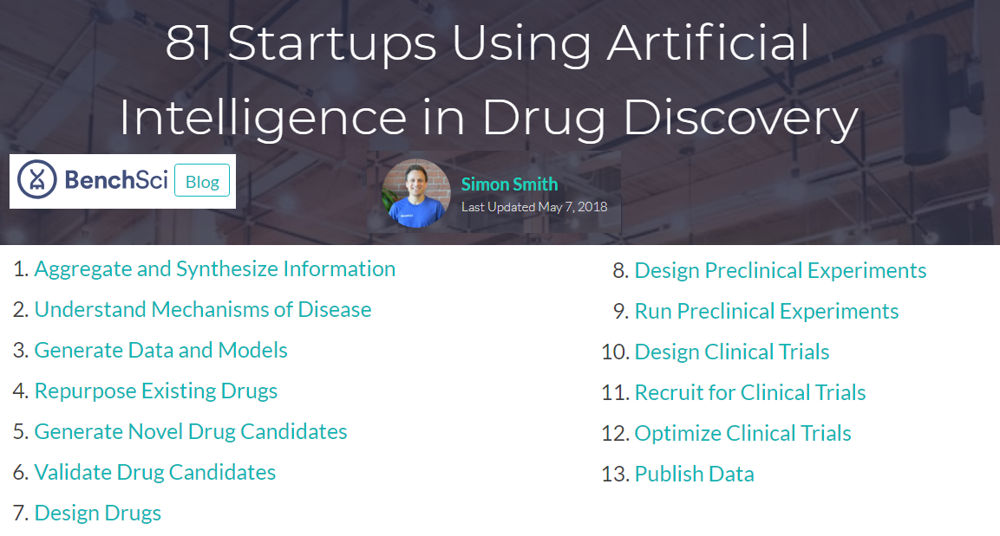 81 Startups Using Artificial
Intelligence in Drug Discovery
BenchSci Blog
Simon Smith
Last Updated May 7, 2018
1. Aggregate and Synthesize Information
2. Understand Mechanisms of Disease
3. Generate Data and Models
4. Repurpose Existing Drugs
5. Generate Novel Drug Candidates
6. Validate Drug Candidates
7. Design Drugs
8. Design Preclinical Experiments
9. Run Preclinical Experiments
10. Design Clinical Trials
11. Recruit for Clinical Trials
12. Optimize Clinical Trials
13. Publish Data